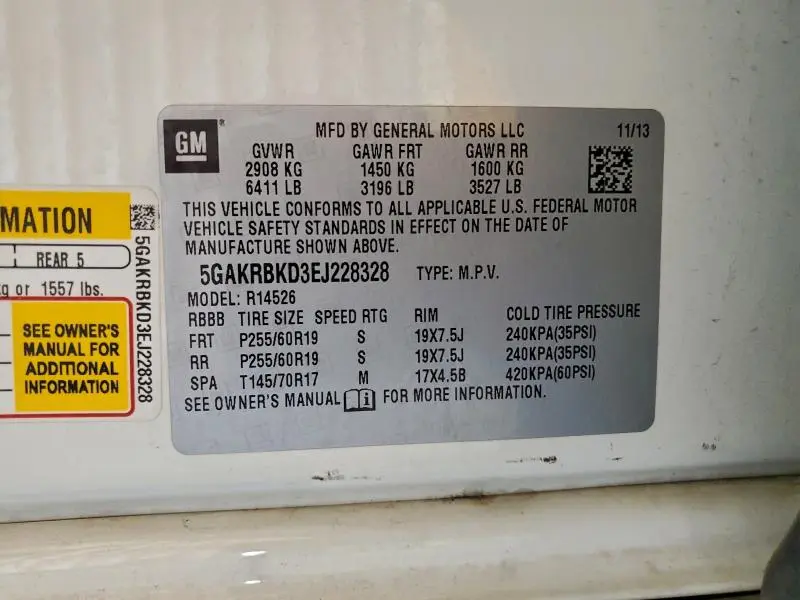 GM
MFD BY GENERAL MOTORS LLC 11/13
GVWR GAWR FRT GAWR RR
2908 KG 1450 KG 1600 KG
6411 LB 3196 LB 3527 LB
THIS VEHICLE CONFORMS TO ALL APPLICABLE U.S. FEDERAL MOTOR
VEHICLE SAFETY STANDARDS IN EFFECT ON THE DATE OF
MANUFACTURE SHOWN ABOVE.
5GAKRBKD3EJ228328 TYPE: M.P.V.
MODEL: R14526
RBBB TIRE SIZE SPEED RTG RIM COLD TIRE PRESSURE
FRT P255/60R19 S 19X7.5J 240KPA(35PSI)
RR P255/60R19 S 19X7.5J 240KPA(35PSI)
SPA T145/70R17 M 17X4.5B 420KPA(60PSI)
SEE OWNER'S MANUAL FOR MORE INFORMATION.
MATION
REAR 5
or 1557 lbs.
SEE OWNER'S
MANUAL FOR
ADDITIONAL
INFORMATION
5GAKRBKD3EJ228328